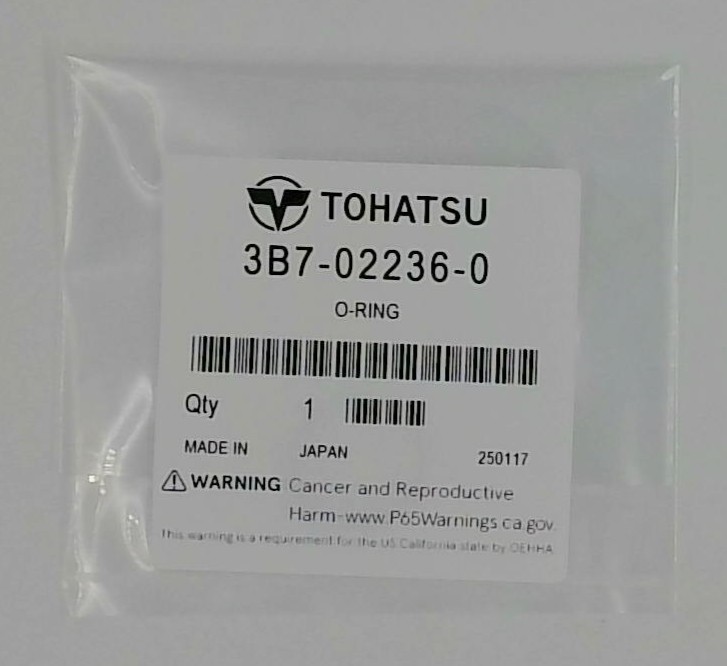 TOHATSU
3B7-02236-0
O-RING
Qty 1
MADE IN JAPAN 250117
WARNING Cancer and Reproductive
Harm-www.P65Warnings.ca.gov.
This warning is a requirement for the US California state by OEHHA